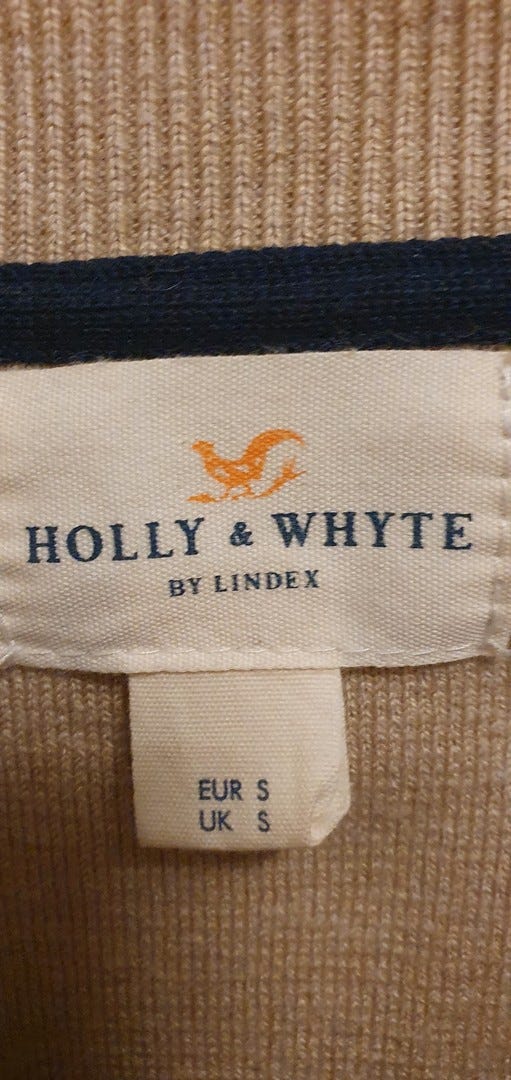 HOLLY & WHYTE
BY LINDEX
EUR S
UK S